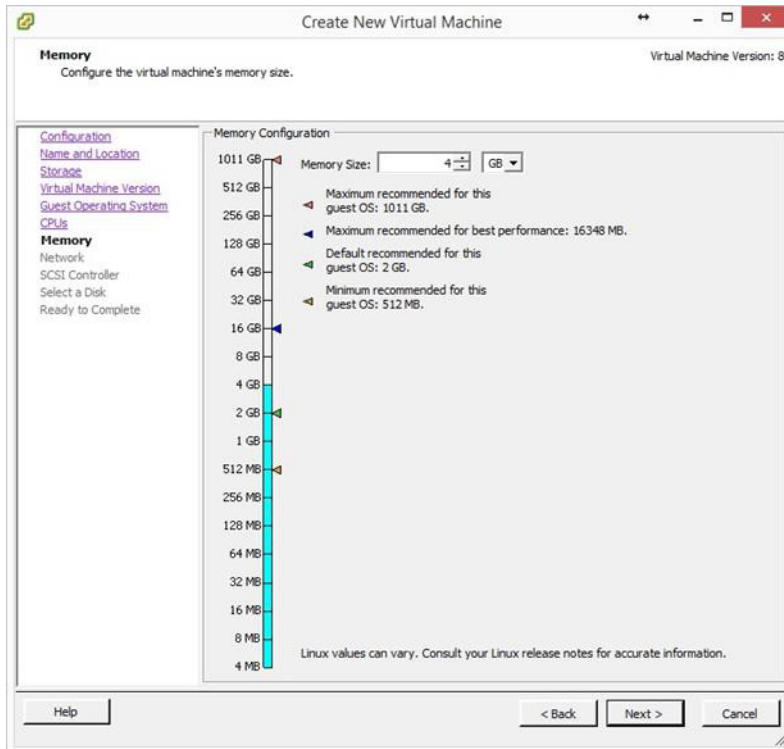 Create New Virtual Machine
Memory
Configure the virtual machine's memory size.
Virtual Machine Version: 8
Configuration
Name and Location
Storage
Virtual Machine Version
Guest Operating System
CPUs
Memory
Network
SCSI Controller
Select a Disk
Ready to Complete
Memory Configuration
1011 GB
512 GB
256 GB
128 GB
64 GB
32 GB
16 GB
8 GB
4 GB
2 GB
1 GB
512 MB
256 MB
128 MB
64 MB
32 MB
16 MB
8 MB
4 MB
Memory Size: 4 GB
Maximum recommended for this
guest OS: 1011 GB.
Maximum recommended for best performance: 16348 MB.
Default recommended for this
guest OS: 2 GB.
Minimum recommended for this
guest OS: 512 MB.
Linux values can vary. Consult your Linux release notes for accurate information.
Help
< Back
Next >
Cancel